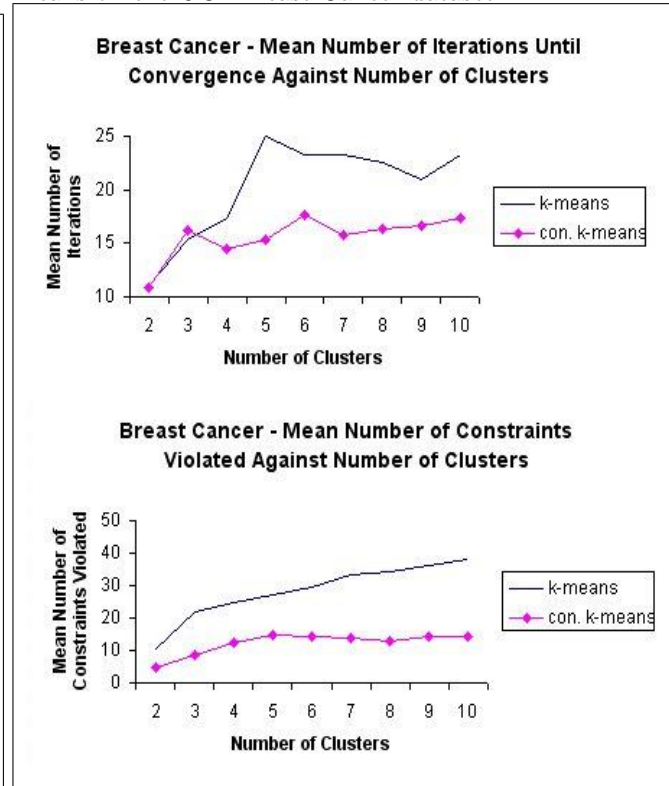 Breast Cancer - Mean Number of Iterations Until
Convergence Against Number of Clusters
25
20
15
10
Mean Number of
Iterations
2 3 4 5 6 7 8 9 10
Number of Clusters
k-means
con. k-means
Breast Cancer - Mean Number of Constraints
Violated Against Number of Clusters
50
40
30
20
10
0
Mean Number of
Constraints Violated
2 3 4 5 6 7 8 9 10
Number of Clusters
k-means
con. k-means